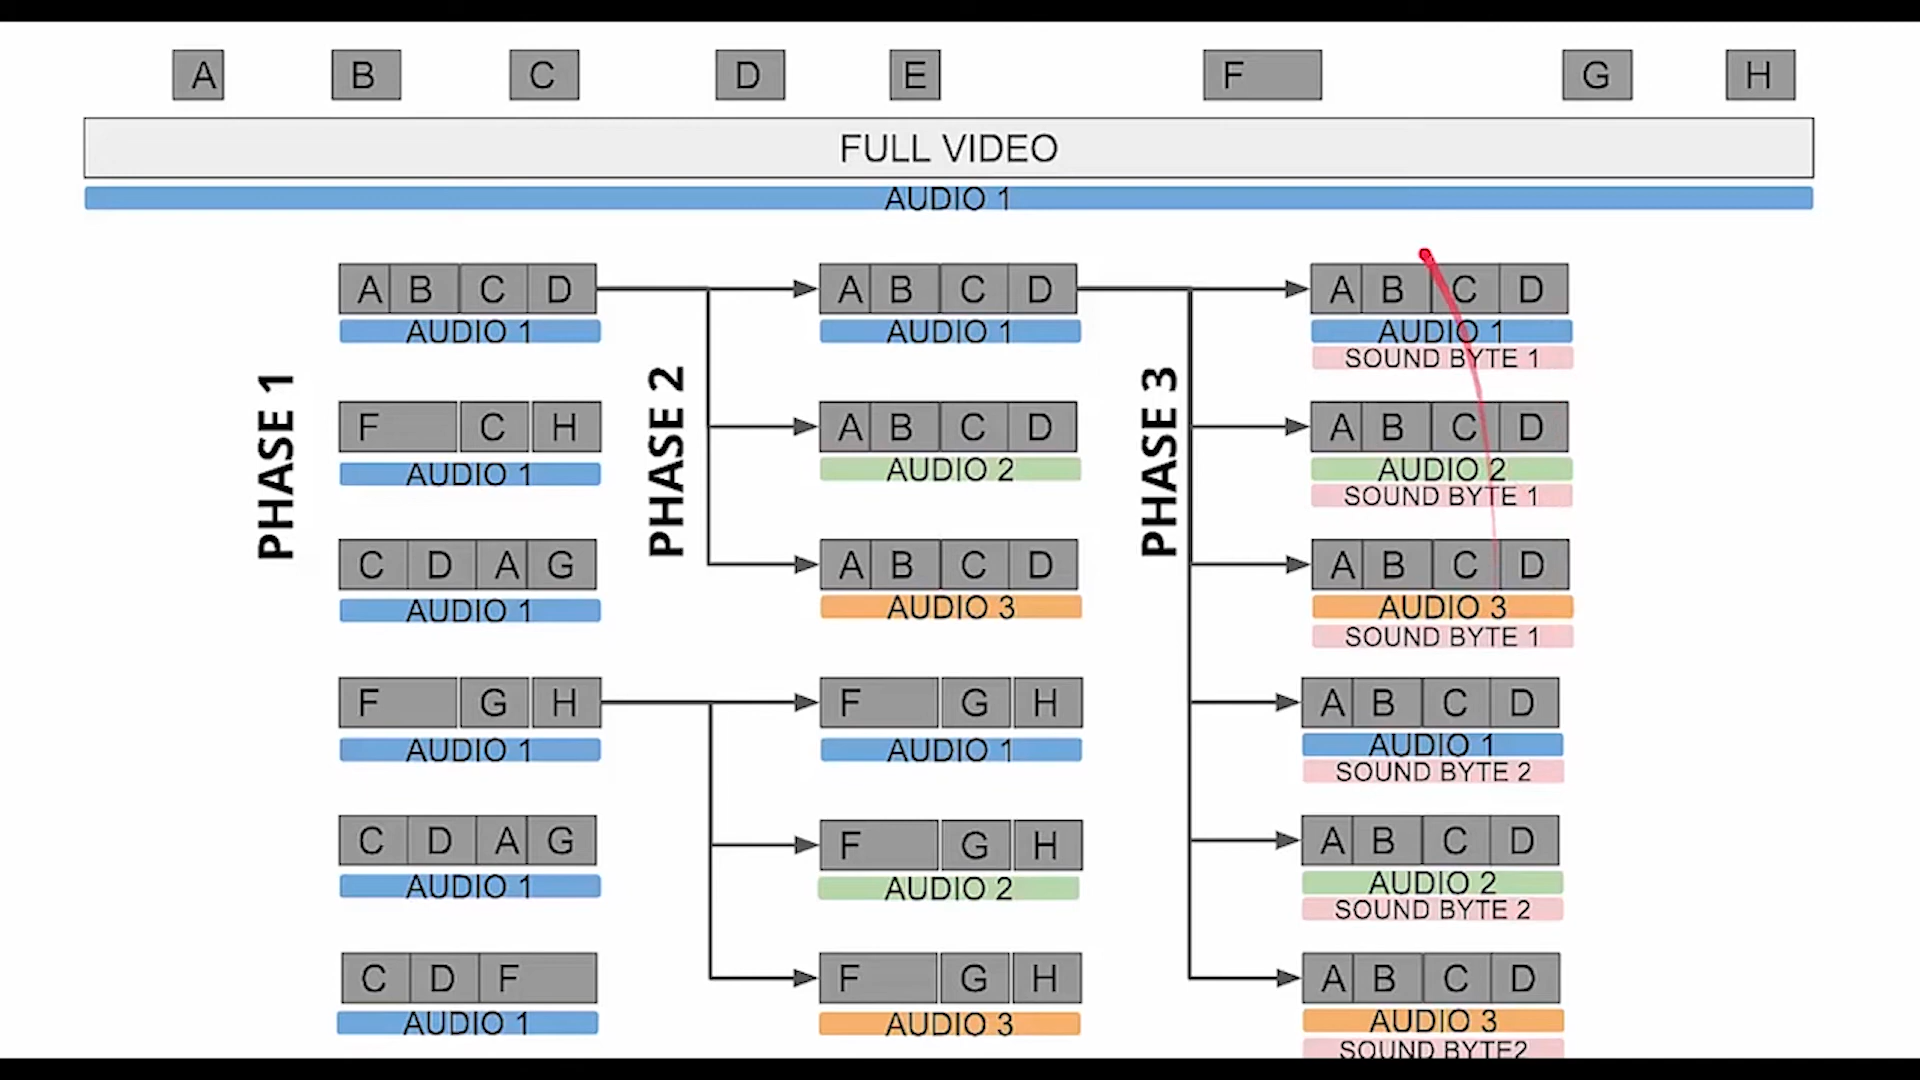 A B C D E F G H
FULL VIDEO
AUDIO 1
PHASE 1
A B C D
AUDIO 1
F C H
AUDIO 1
C D A G
AUDIO 1
F G H
AUDIO 1
C D A G
AUDIO 1
C D F
AUDIO 1
PHASE 2
A B C D
AUDIO 1
A B C D
AUDIO 2
A B C D
AUDIO 3
F G H
AUDIO 1
F G H
AUDIO 2
F G H
AUDIO 3
PHASE 3
A B C D
AUDIO 1
SOUND BYTE 1
A B C D
AUDIO 2
SOUND BYTE 1
A B C D
AUDIO 3
SOUND BYTE 1
A B C D
AUDIO 1
SOUND BYTE 2
A B C D
AUDIO 2
SOUND BYTE 2
A B C D
AUDIO 3
SOUND BYTE2